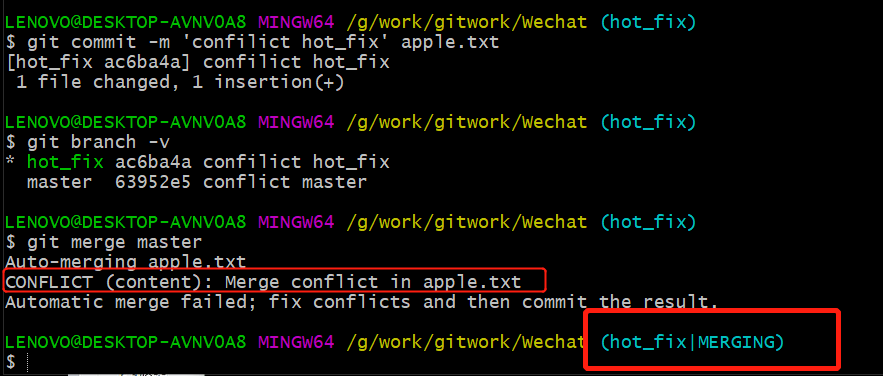 LENOVO@DESKTOP-AVNV0A8 MINGW64 /g/work/gitwork/Wechat (hot_fix)
$ git commit -m 'confilict hot_fix' apple.txt
[hot_fix ac6ba4a] confilict hot_fix
 1 file changed, 1 insertion(+)
LENOVO@DESKTOP-AVNV0A8 MINGW64 /g/work/gitwork/Wechat (hot_fix)
$ git branch -v
* hot_fix ac6ba4a confilict hot_fix
  master  63952e5 conflict master
LENOVO@DESKTOP-AVNV0A8 MINGW64 /g/work/gitwork/Wechat (hot_fix)
$ git merge master
Auto-merging apple.txt
CONFLICT (content): Merge conflict in apple.txt
Automatic merge failed; fix conflicts and then commit the result.
LENOVO@DESKTOP-AVNV0A8 MINGW64 /g/work/gitwork/Wechat (hot_fix|MERGING)
$